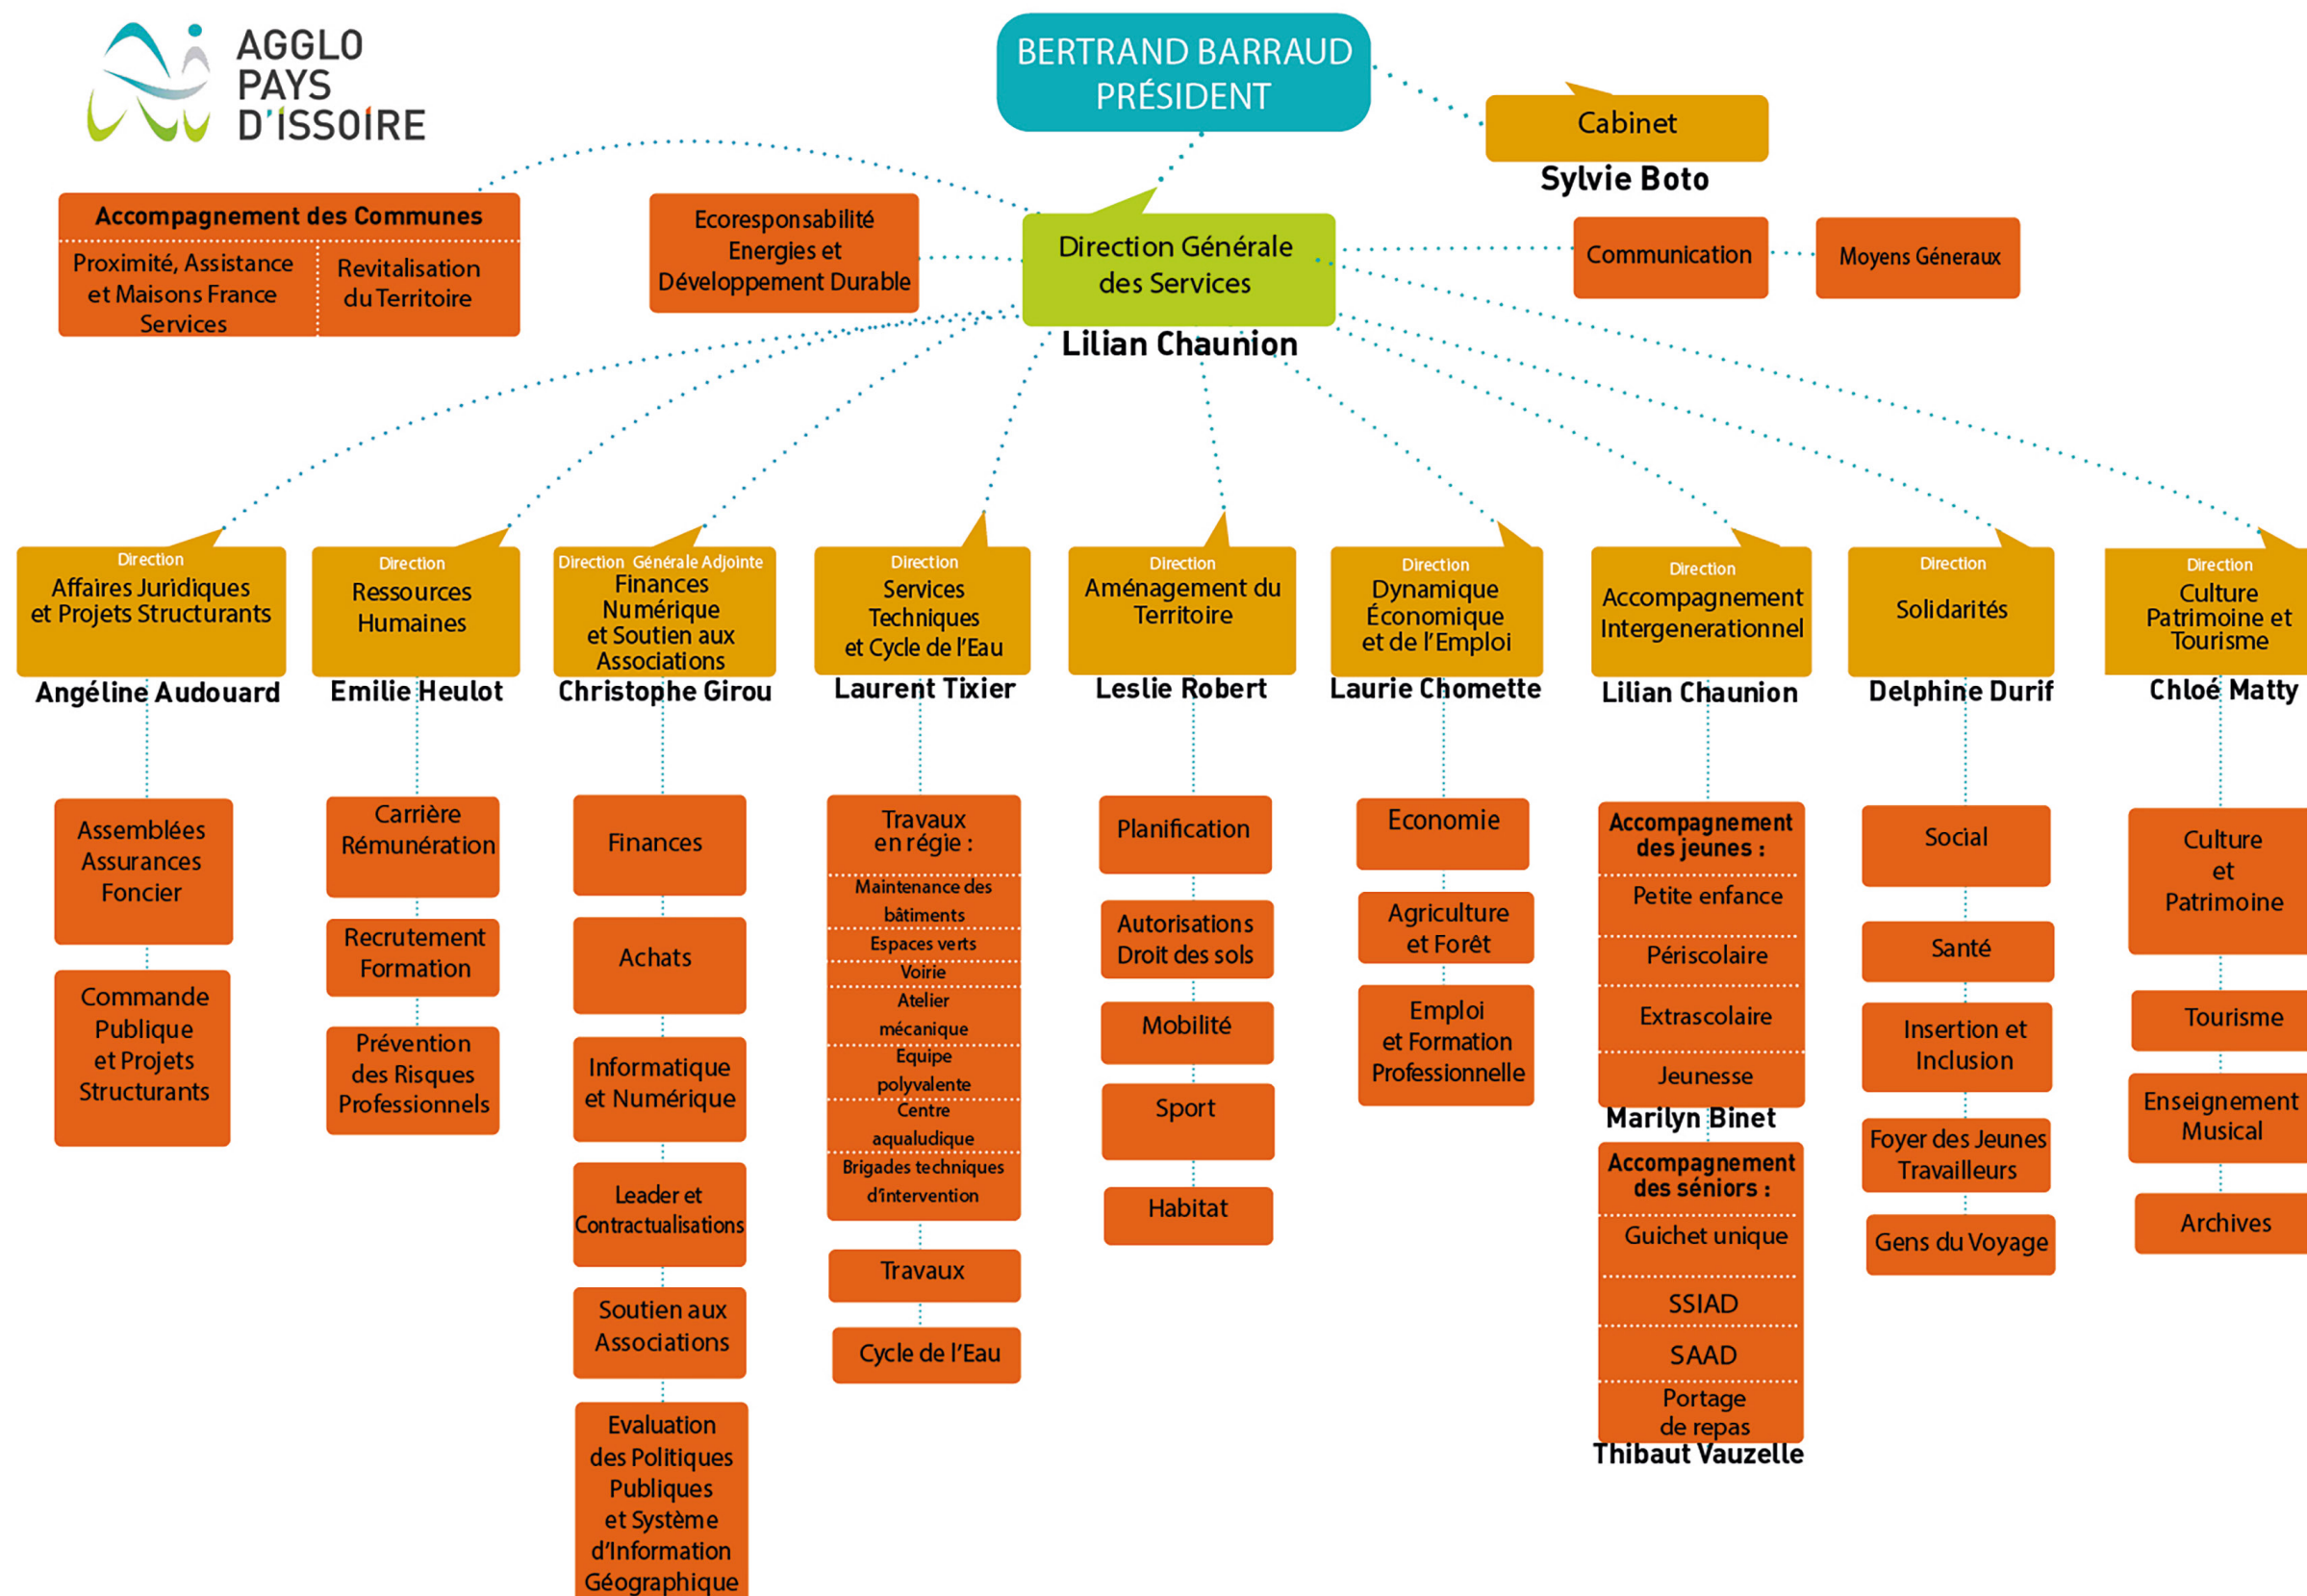 AGGLO
PAYS
D'ISSOIRE
BERTRAND BARRAUD
PRÉSIDENT
Cabinet
Sylvie Boto
Accompagnement des Communes
Proximité, Assistance
et Maisons France
Services
Revitalisation
du Territoire
Ecoresponsabilité
Energies et
Développement Durable
Direction Générale
des Services
Lilian Chaunion
Communication
Moyens Géneraux
Direction
Affaires Juridiques
et Projets Structurants
Angéline Audouard
Assemblées
Assurances
Foncier
Commande
Publique
et Projets
Structurants
Direction
Ressources
Humaines
Emilie Heulot
Carrière
Rémunération
Recrutement
Formation
Prévention
des Risques
Professionnels
Direction Générale Adjointe
Finances
Numérique
et Soutien aux
Associations
Christophe Girou
Finances
Achats
Informatique
et Numérique
Leader et
Contractualisations
Soutien aux
Associations
Evaluation
des Politiques
Publiques
et Système
d'Information
Géographique
Direction
Services
Techniques
et Cycle de l'Eau
Laurent Tixier
Travaux
en régie :
Maintenance des
bâtiments
Espaces verts
Voirie
Atelier
mécanique
Equipe
polyvalente
Centre
aqualudique
Brigades techniques
d'intervention
Travaux
Cycle de l'Eau
Direction
Aménagement du
Territoire
Leslie Robert
Planification
Autorisations
Droit des sols
Mobilité
Sport
Habitat
Direction
Dynamique
Économique
et de l'Emploi
Laurie Chomette
Economie
Agriculture
et Forêt
Emploi
et Formation
Professionnelle
Direction
Accompagnement
Intergenerationnel
Lilian Chaunion
Accompagnement
des jeunes :
Petite enfance
Périscolaire
Extrascolaire
Jeunesse
Marilyn Binet
Accompagnement
des séniors :
Guichet unique
SSIAD
SAAD
Portage
de repas
Thibaut Vauzelle
Direction
Solidarités
Delphine Durif
Social
Santé
Insertion et
Inclusion
Foyer des Jeunes
Travailleurs
Gens du Voyage
Direction
Culture
Patrimoine et
Tourisme
Chloé Matty
Culture
et
Patrimoine
Tourisme
Enseignement
Musical
Archives